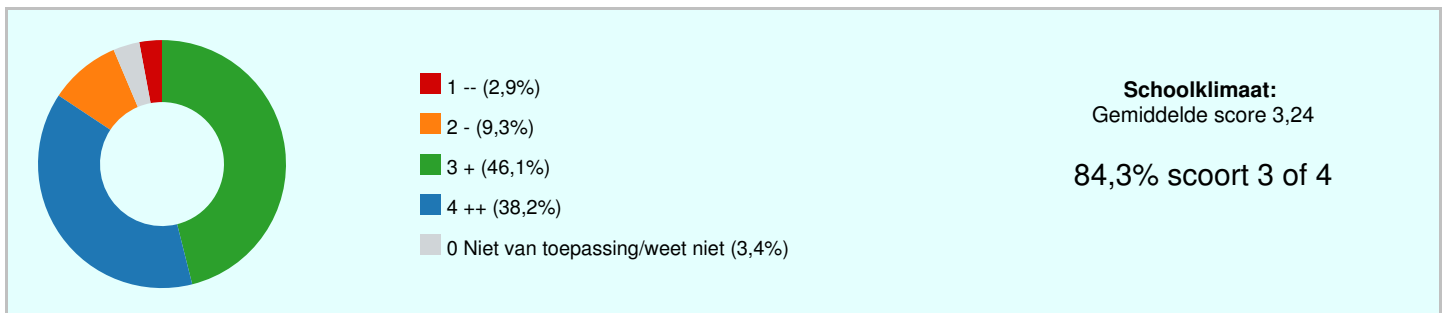 1 -- (2,9%)
2 - (9,3%)
3 + (46,1%)
4 ++ (38,2%)
0 Niet van toepassing/weet niet (3,4%)
Schoolklimaat:
Gemiddelde score 3,24
84,3% scoort 3 of 4